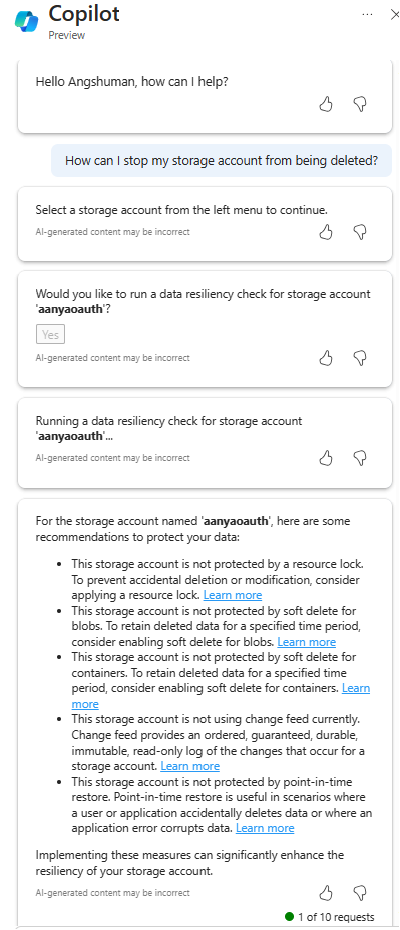 Copilot
Preview
Hello Angshuman, how can I help?
How can I stop my storage account from being deleted?
Select a storage account from the left menu to continue.
AI-generated content may be incorrect
Would you like to run a data resiliency check for storage account
'aanyaoauth'?
Yes
AI-generated content may be incorrect
Running a data resiliency check for storage account
'aanyaoauth'...
AI-generated content may be incorrect
For the storage account named 'aanyaoauth', here are some
recommendations to protect your data:
• This storage account is not protected by a resource lock.
To prevent accidental deletion or modification, consider
applying a resource lock. Learn more
• This storage account is not protected by soft delete for
blobs. To retain deleted data for a specified time period,
consider enabling soft delete for blobs. Learn more
• This storage account is not protected by soft delete for
containers. To retain deleted data for a specified time
period, consider enabling soft delete for containers. Learn
more
• This storage account is not using change feed currently.
Change feed provides an ordered, guaranteed, durable,
immutable, read-only log of the changes that occur for a
storage account. Learn more
• This storage account is not protected by point-in-time
restore. Point-in-time restore is useful in scenarios where
a user or application accidentally deletes data or where an
application error corrupts data. Learn more
Implementing these measures can significantly enhance the
resiliency of your storage account.
AI-generated content may be incorrect
1 of 10 requests